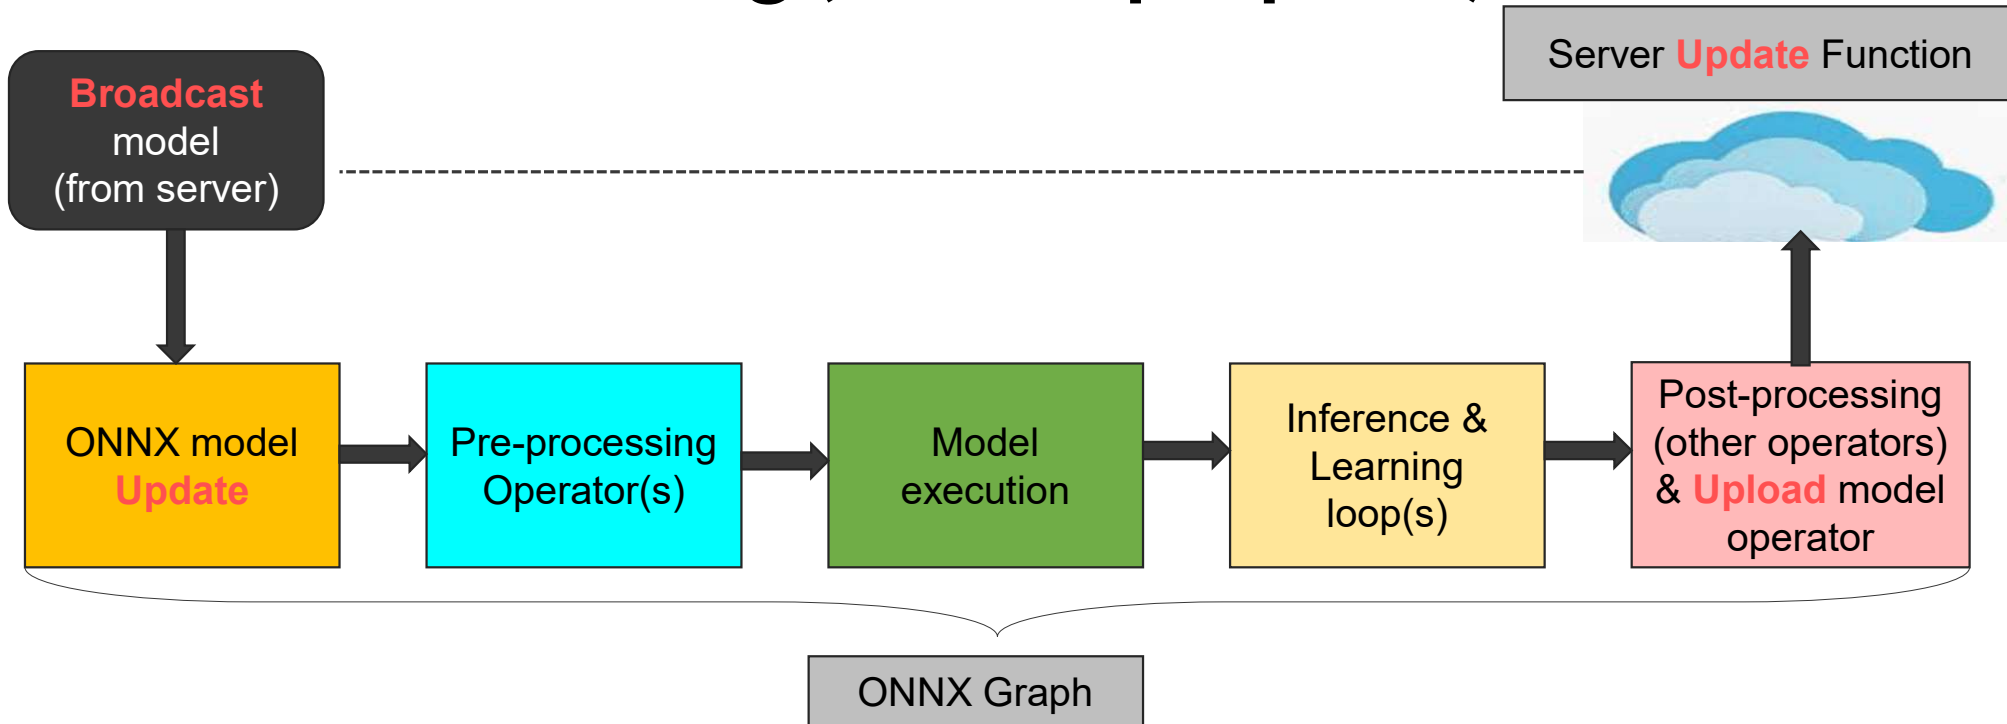 Server Update Function
Broadcast
model
(from server)
ONNX model
Update
Pre-processing
Operator(s)
Model
execution
Inference &
Learning
loop(s)
Post-processing
(other operators)
& Upload model
operator
ONNX Graph